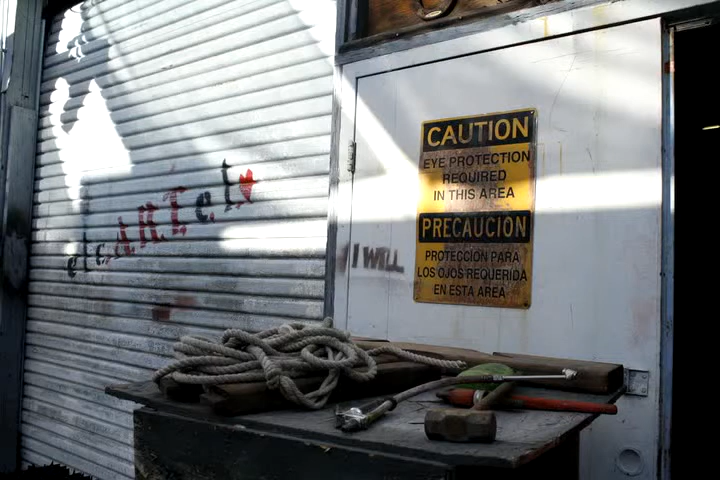 CAUTION
EYE PROTECTION
REQUIRED
IN THIS AREA
PRECAUCION
PROTECCION PARA
LOS OJOS REQUERIDA
EN ESTA AREA
I WILL